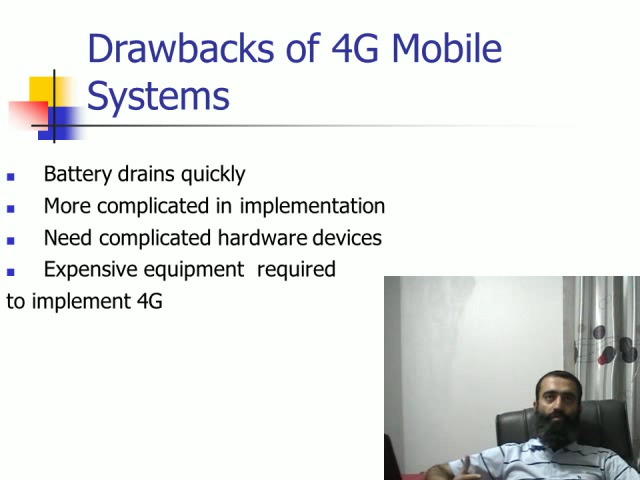 Drawbacks of 4G Mobile
Systems
Battery drains quickly
More complicated in implementation
Need complicated hardware devices
Expensive equipment required
to implement 4G